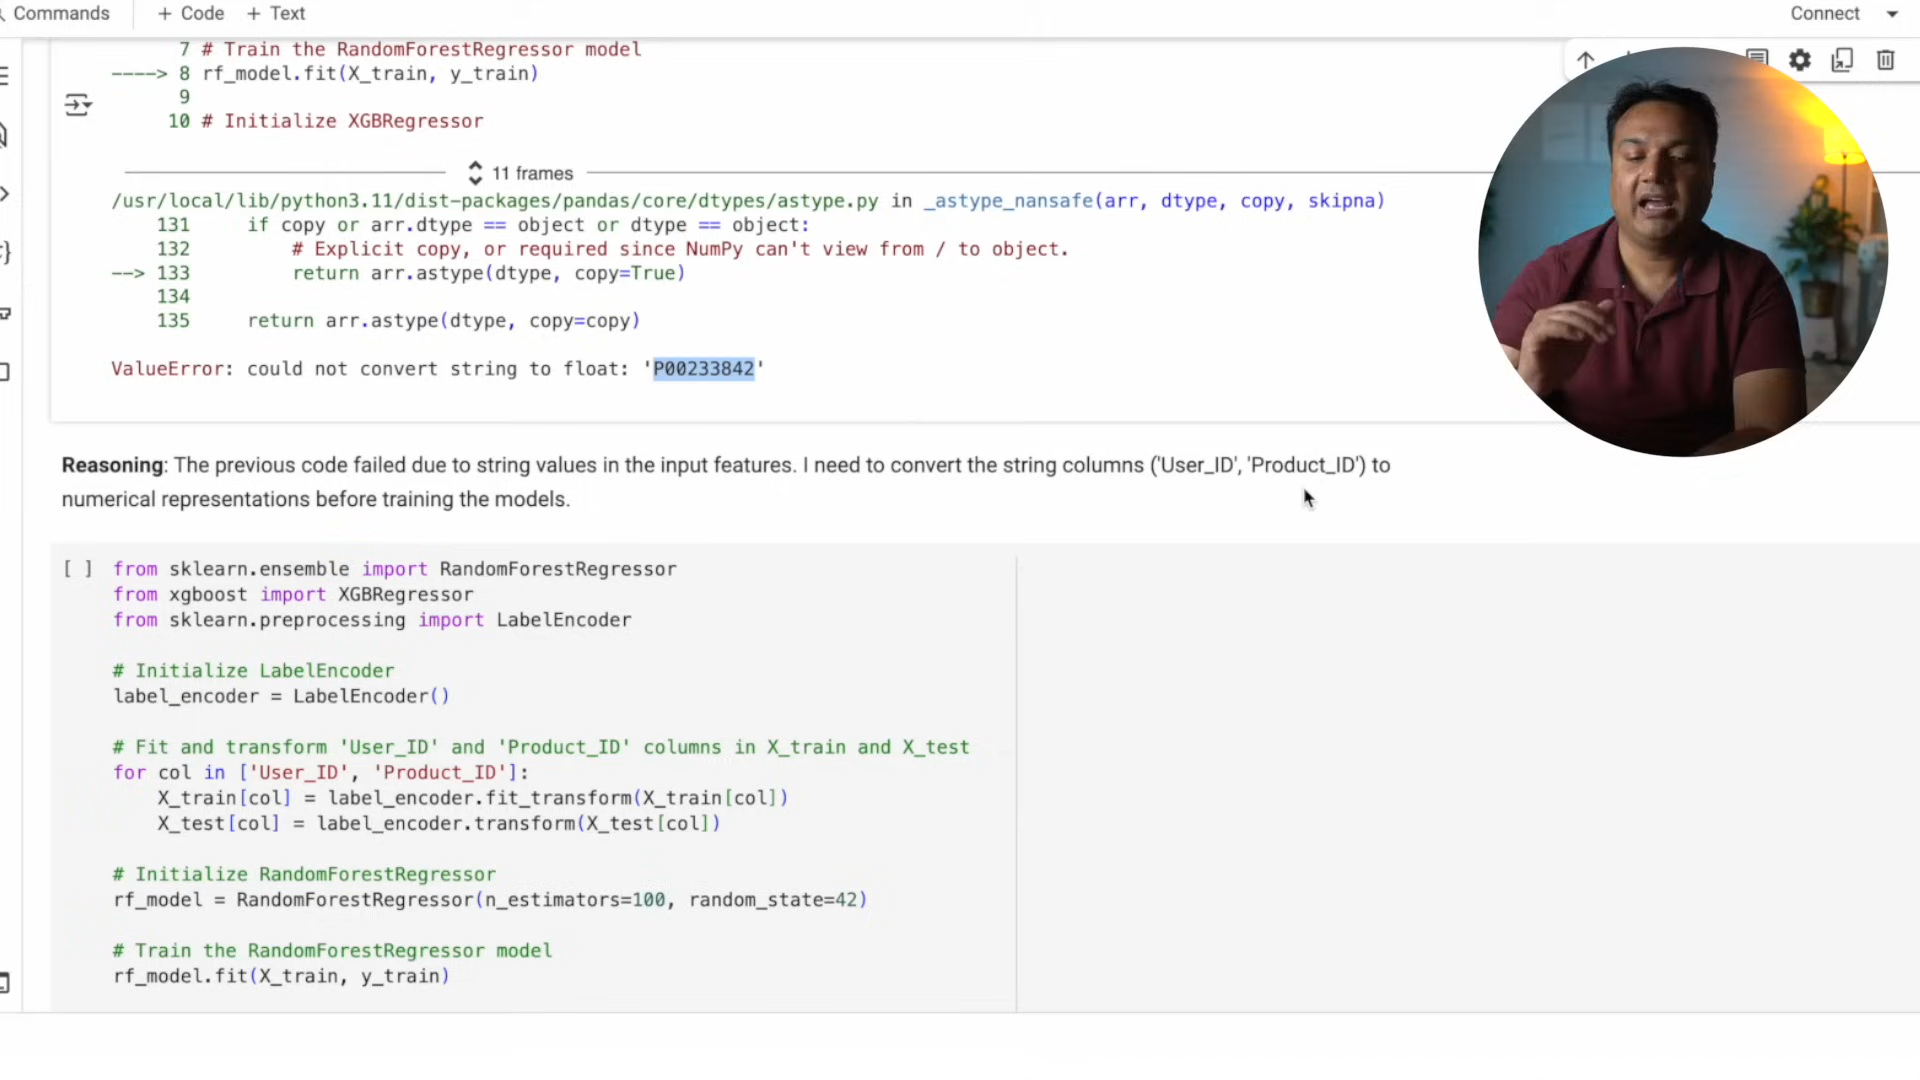 Commands
+ Code
+ Text
Connect
7 # Train the RandomForestRegressor model
----> 8 rf_model.fit(X_train, y_train)
9
10 # Initialize XGBRegressor
11 frames
/usr/local/lib/python3.11/dist-packages/pandas/core/dtypes/astype.py in _astype_nansafe(arr, dtype, copy, skipna)
131     if copy or arr.dtype == object or dtype == object:
132         # Explicit copy, or required since NumPy can't view from / to object.
--> 133         return arr.astype(dtype, copy=True)
134
135     return arr.astype(dtype, copy=copy)
ValueError: could not convert string to float: 'P00233842'
Reasoning: The previous code failed due to string values in the input features. I need to convert the string columns ('User_ID', 'Product_ID') to
numerical representations before training the models.
[ ] from sklearn.ensemble import RandomForestRegressor
from xgboost import XGBRegressor
from sklearn.preprocessing import LabelEncoder
# Initialize LabelEncoder
label_encoder = LabelEncoder()
# Fit and transform 'User_ID' and 'Product_ID' columns in X_train and X_test
for col in ['User_ID', 'Product_ID']:
    X_train[col] = label_encoder.fit_transform(X_train[col])
    X_test[col] = label_encoder.transform(X_test[col])
# Initialize RandomForestRegressor
rf_model = RandomForestRegressor(n_estimators=100, random_state=42)
# Train the RandomForestRegressor model
rf_model.fit(X_train, y_train)